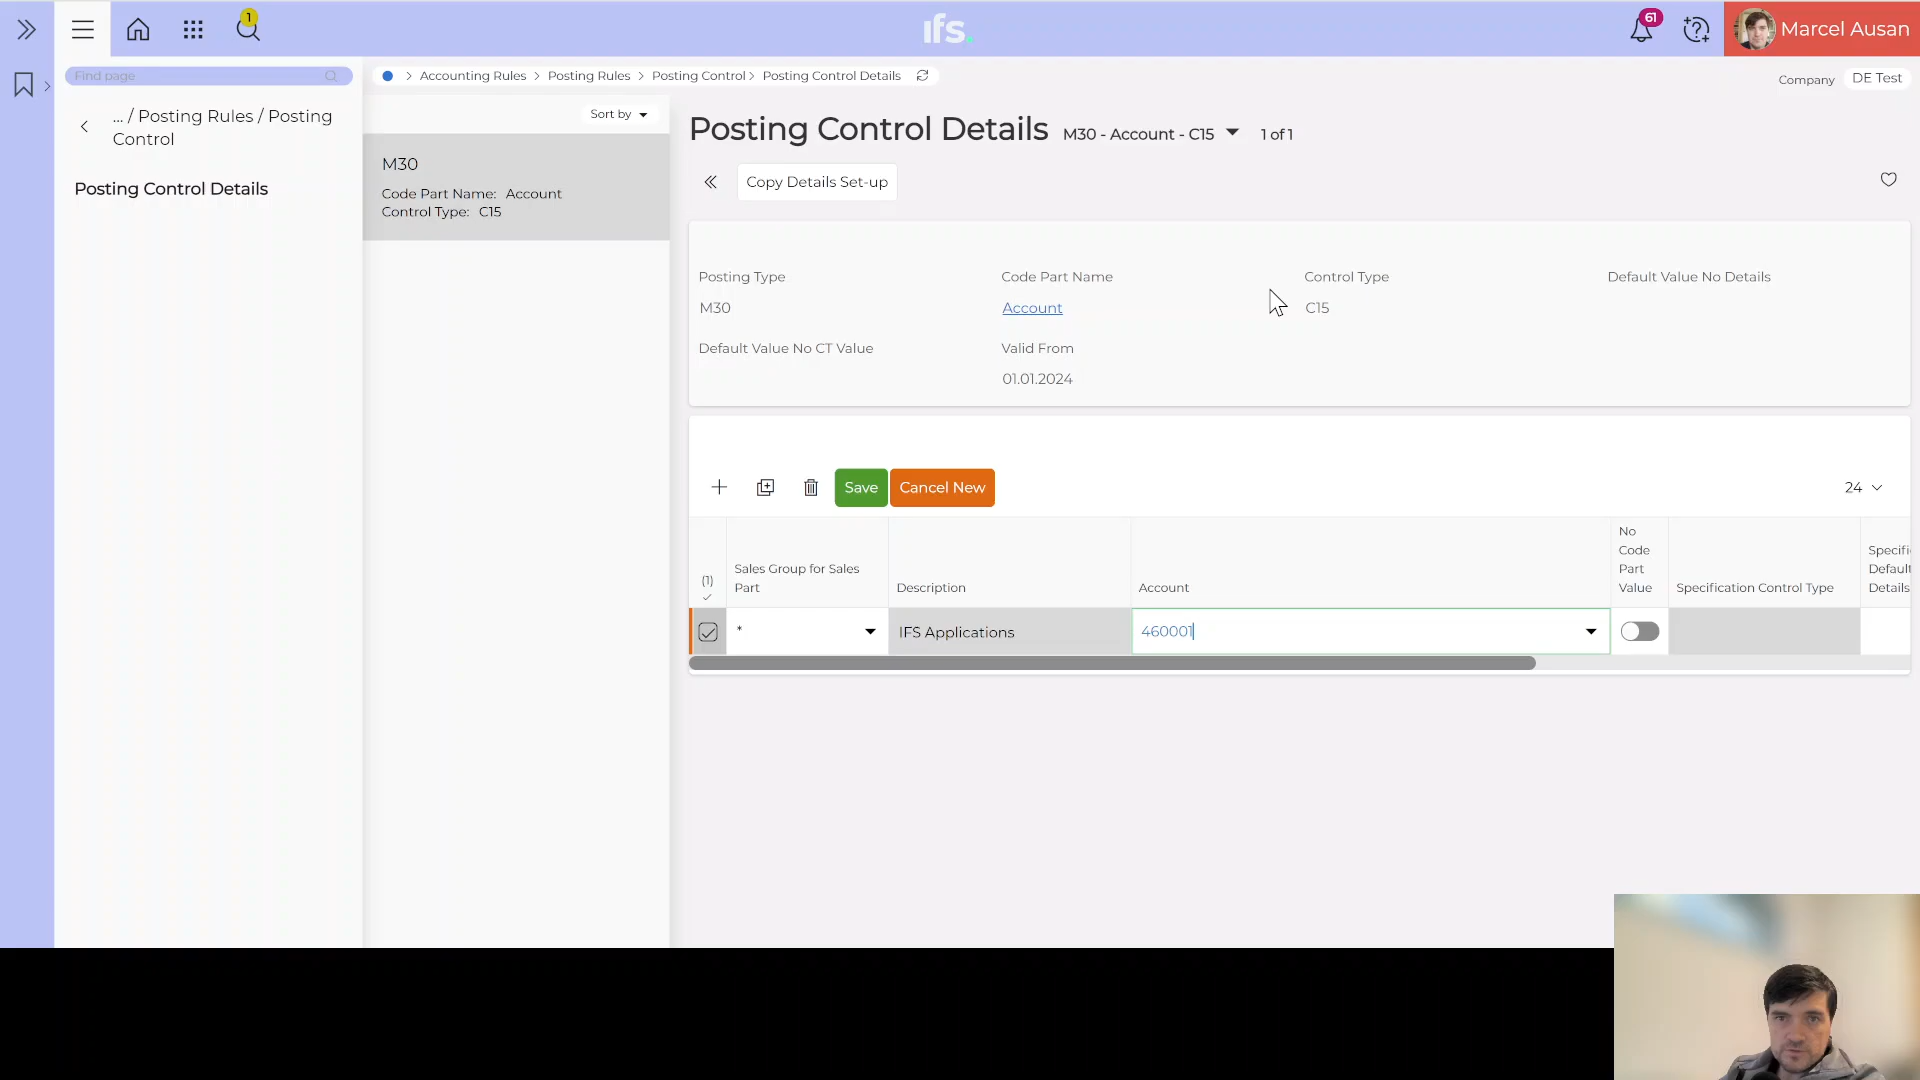 1
ifs.
61
Marcel Ausan
Find page
Accounting Rules > Posting Rules > Posting Control > Posting Control Details
Company
DE Test
... / Posting Rules / Posting
Control
Posting Control Details
Sort by
M30
Code Part Name: Account
Control Type: C15
Posting Control Details
M30 - Account - C15
1 of 1
Copy Details Set-up
Posting Type
Code Part Name
Control Type
Default Value No Details
M30
Account
C15
Default Value No CT Value
Valid From
01.01.2024
Save
Cancel New
24
(1)
Sales Group for Sales
Part
Description
Account
No
Code
Part
Value
Specification Control Type
Specifi
Default
Details
*
IFS Applications
460001